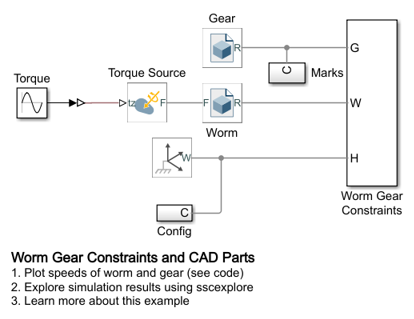 Gear
R
G
C
Marks
Torque
Torque Source
tz
F
F
R
W
Worm
W
H
C
Config
Worm Gear
Constraints
Worm Gear Constraints and CAD Parts
1. Plot speeds of worm and gear (see code)
2. Explore simulation results using sscexplore
3. Learn more about this example